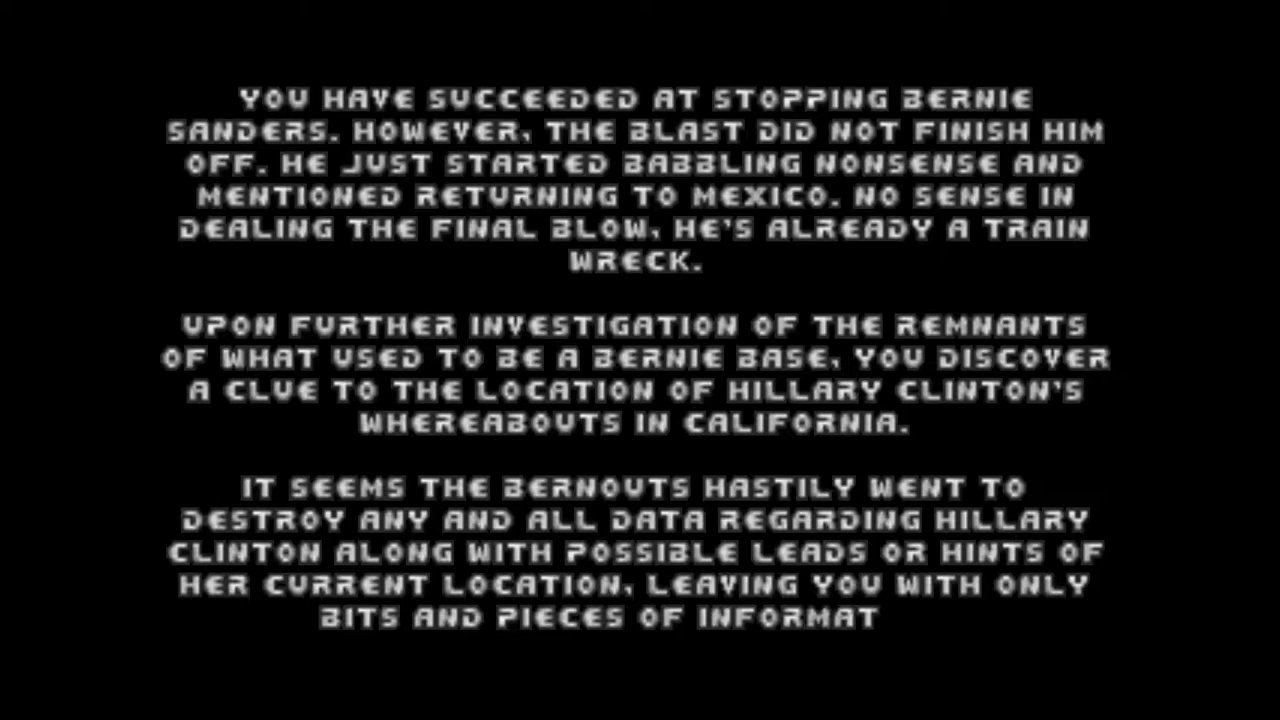 YOU HAVE SUCCEEDED AT STOPPING BERNIE
SANDERS. HOWEVER, THE BLAST DID NOT FINISH HIM
OFF. HE JUST STARTED BABBLING NONSENSE AND
MENTIONED RETURNING TO MEXICO. NO SENSE IN
DEALING THE FINAL BLOW, HE'S ALREADY A TRAIN
WRECK.
UPON FURTHER INVESTIGATION OF THE REMNANTS
OF WHAT USED TO BE A BERNIE BASE, YOU DISCOVER
A CLUE TO THE LOCATION OF HILLARY CLINTON'S
WHEREABOUTS IN CALIFORNIA.
IT SEEMS THE BERNOUTS HASTILY WENT TO
DESTROY ANY AND ALL DATA REGARDING HILLARY
CLINTON ALONG WITH POSSIBLE LEADS OR HINTS OF
HER CURRENT LOCATION, LEAVING YOU WITH ONLY
BITS AND PIECES OF INFORMAT